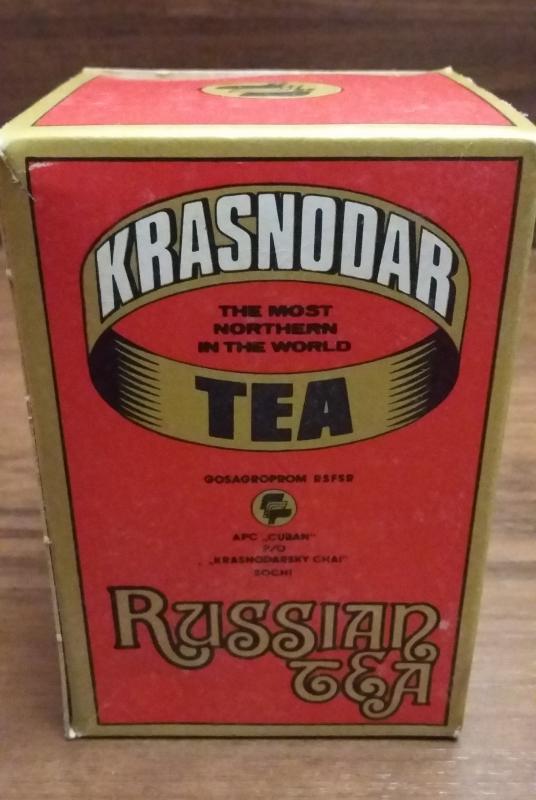 KRASNODAR
THE MOST
NORTHERN
IN THE WORLD
TEA
GOSAGROPROM RSFSR
APC „CUBAN"
P/O
„KRASNODARSKY CHAI"
SOCHI
RUSSIAN
TEA